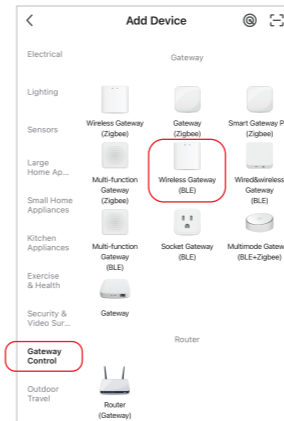 Add Device
Electrical
Lighting
Sensors
Large
Home Ap...
Small Home
Appliances
Kitchen
Appliances
Exercise
& Health
Security &
Video Sur...
Gateway
Control
Outdoor
Travel
Gateway
Wireless Gateway
(Zigbee)
Gateway
(Zigbee)
Smart Gateway P
(Zigbee)
Multi-function
Gateway
(Zigbee)
Wireless Gateway
(BLE)
Wired&wireless
Gateway
(BLE)
Multi-function
Gateway
(BLE)
Socket Gateway
(BLE)
Multimode Gatew
(BLE+Zigbee)
Gateway
Router
Router
(Gateway)